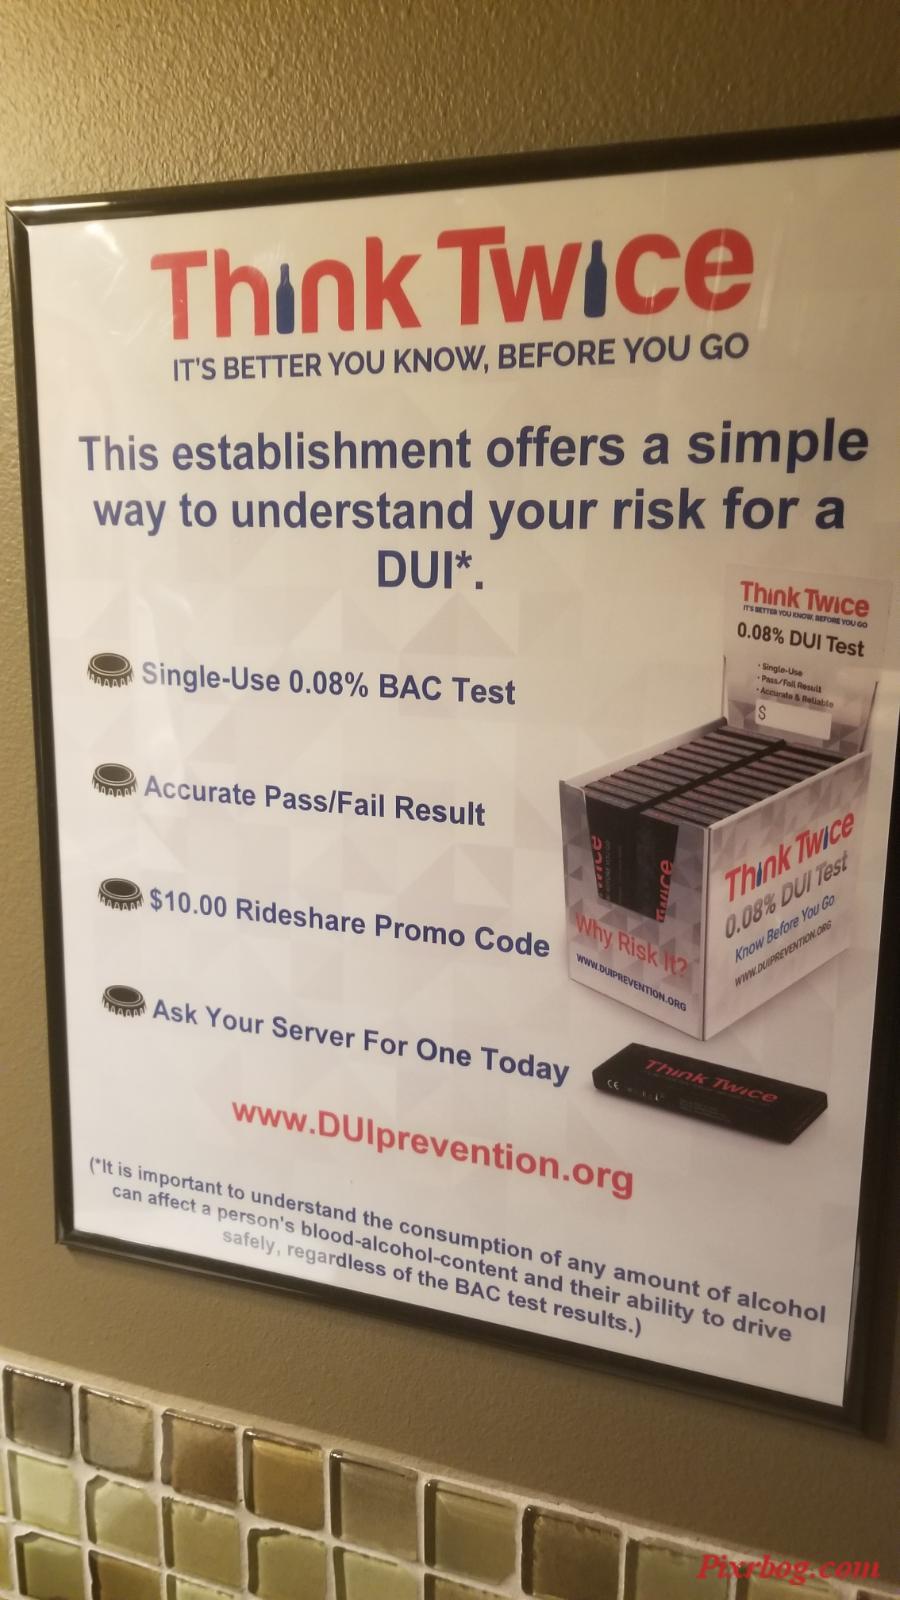 Think Twice
IT'S BETTER YOU KNOW, BEFORE YOU GO
This establishment offers a simple
way to understand your risk for a
DUI*.
Single-Use 0.08% BAC Test
Accurate Pass/Fail Result
$10.00 Rideshare Promo Code
Ask Your Server For One Today
Think Twice
IT'S BETTER YOU KNOW, BEFORE YOU GO
0.08% DUI Test
• Single-Use
• Pass/Fail Result
• Accurate & Reliable
$
Twice
Twice
Why Risk It?
WWW.DUIPREVENTION.ORG
Think Twice
0.08% DUI Test
Know Before You Go
WWW.DUIPREVENTION.ORG
Think Twice
CE
www.DUIprevention.org
(*It is important to understand the consumption of any amount of alcohol
can affect a person's blood-alcohol-content and their ability to drive
safely, regardless of the BAC test results.)
Pixrbog.com